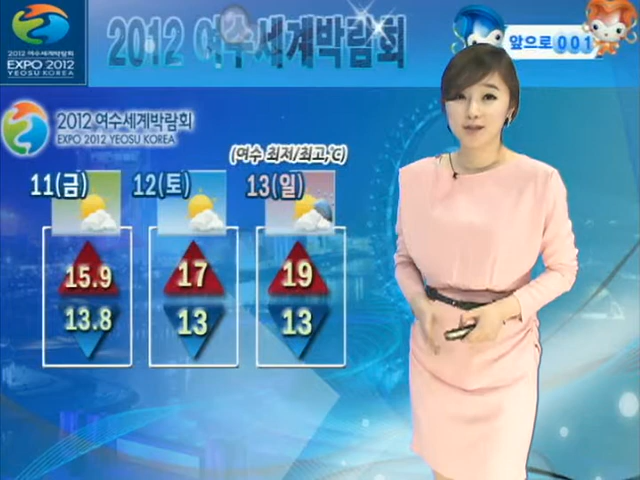 2012 여수세계박람회
EXPO 2012
YEOSU KOREA
2012 여수세계박람회
앞으로 001
2012 여수세계박람회
EXPO 2012 YEOSU KOREA
(여수 최저/최고,℃)
11(금) 12(토) 13(일)
15.9 17 19
13.8 13 13